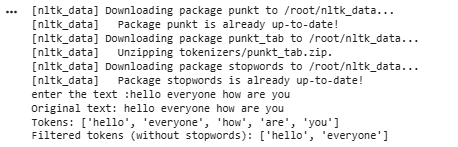 ... [nltk_data] Downloading package punkt to /root/nltk_data...
[nltk_data]   Package punkt is already up-to-date!
[nltk_data] Downloading package punkt_tab to /root/nltk_data...
[nltk_data]   Unzipping tokenizers/punkt_tab.zip.
[nltk_data] Downloading package stopwords to /root/nltk_data...
[nltk_data]   Package stopwords is already up-to-date!
enter the text :hello everyone how are you
Original text: hello everyone how are you
Tokens: ['hello', 'everyone', 'how', 'are', 'you']
Filtered tokens (without stopwords): ['hello', 'everyone']